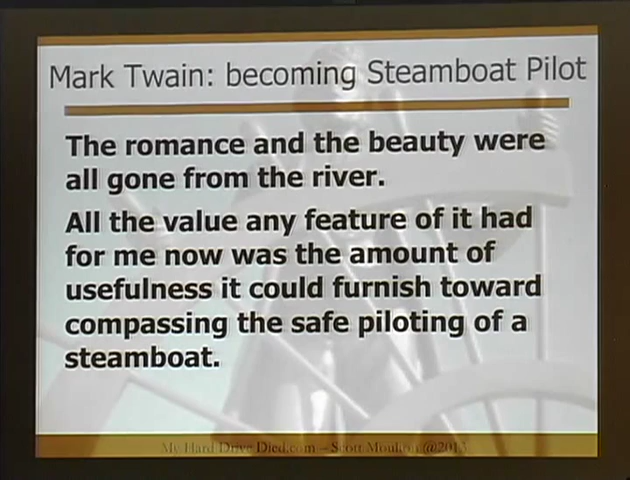 Mark Twain: becoming Steamboat Pilot
The romance and the beauty were
all gone from the river.
All the value any feature of it had
for me now was the amount of
usefulness it could furnish toward
compassing the safe piloting of a
steamboat.
My Hard Drive Died.com – Scott Moulton @2013